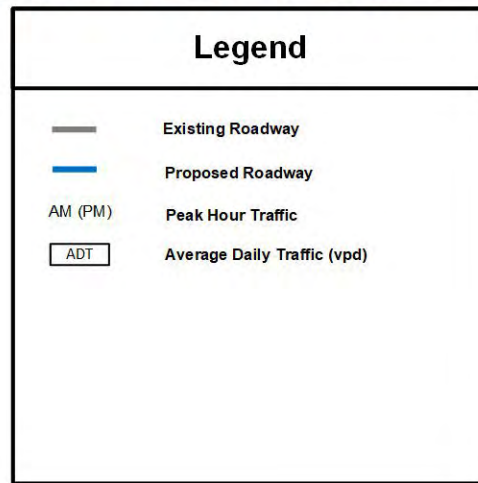 Legend
Existing Roadway
Proposed Roadway
AM (PM) Peak Hour Traffic
ADT Average Daily Traffic (vpd)